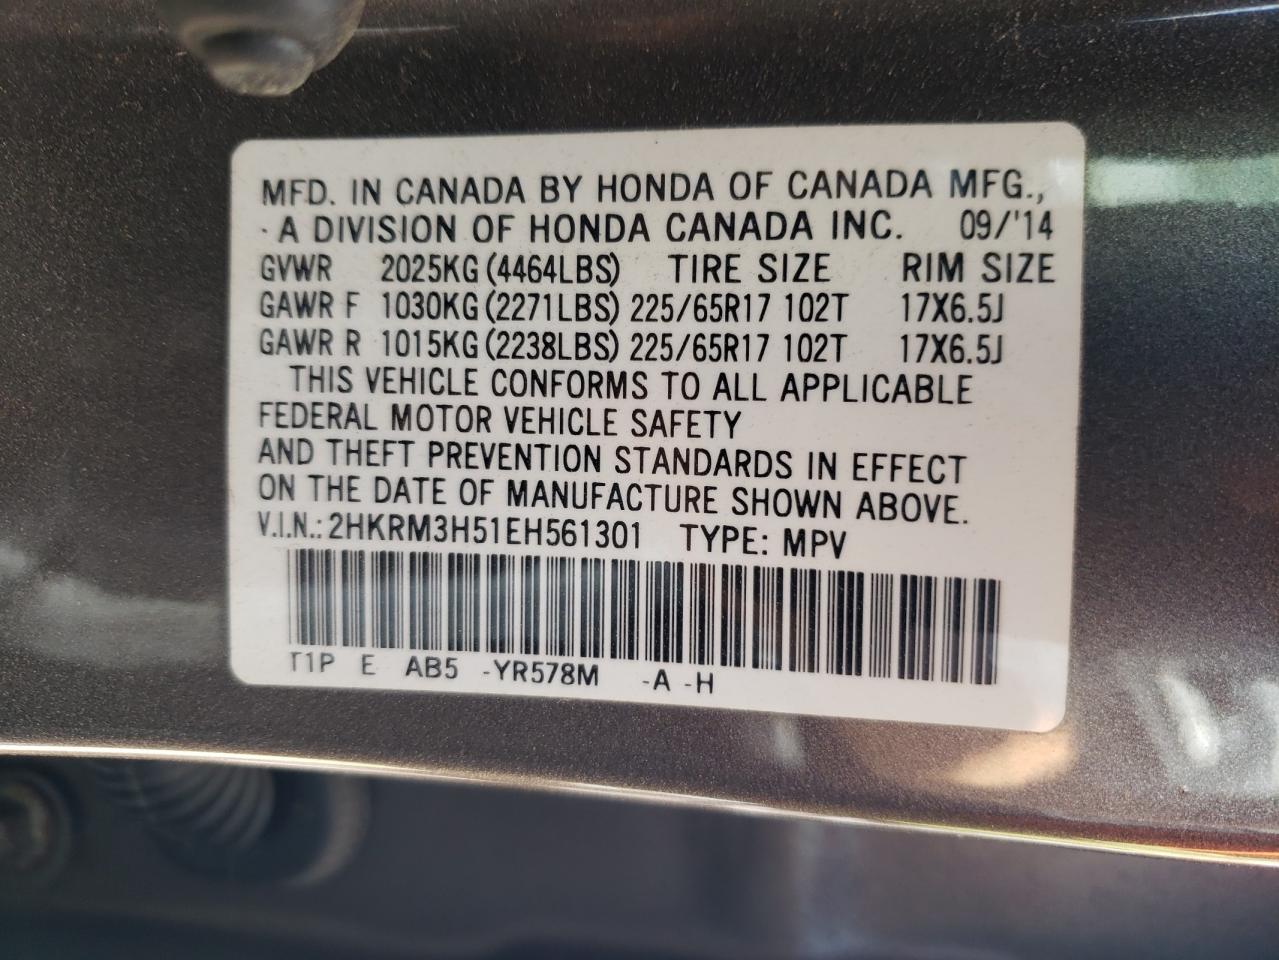 MFD. IN CANADA BY HONDA OF CANADA MFG.,
· A DIVISION OF HONDA CANADA INC. 09/'14
GVWR 2025KG (4464LBS) TIRE SIZE RIM SIZE
GAWR F 1030KG (2271LBS) 225/65R17 102T 17X6.5J
GAWR R 1015KG (2238LBS) 225/65R17 102T 17X6.5J
THIS VEHICLE CONFORMS TO ALL APPLICABLE
FEDERAL MOTOR VEHICLE SAFETY
AND THEFT PREVENTION STANDARDS IN EFFECT
ON THE DATE OF MANUFACTURE SHOWN ABOVE.
V.I.N.: 2HKRM3H51EH561301 TYPE: MPV
T1P E AB5 -YR578M -A -H